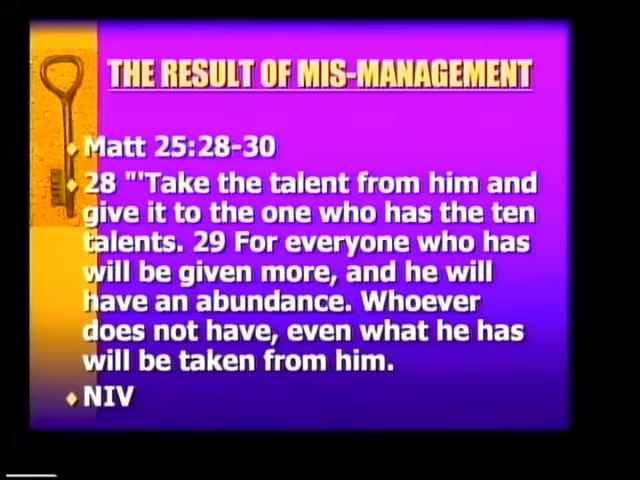 THE RESULT OF MIS-MANAGEMENT
Matt 25:28-30
28 "'Take the talent from him and
give it to the one who has the ten
talents. 29 For everyone who has
will be given more, and he will
have an abundance. Whoever
does not have, even what he has
will be taken from him.
NIV